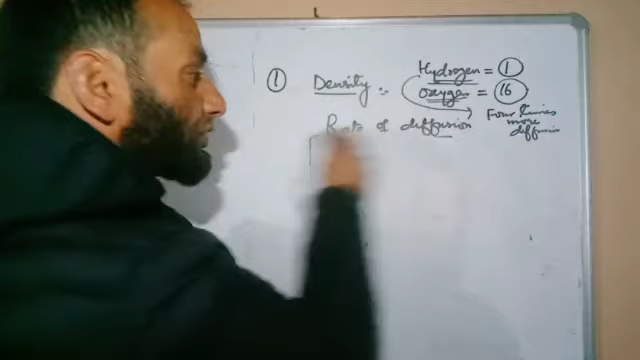 ① Density :- Hydrogen = 1
Oxygen = 16
Four times
more
diffusion
Rate of diffusion